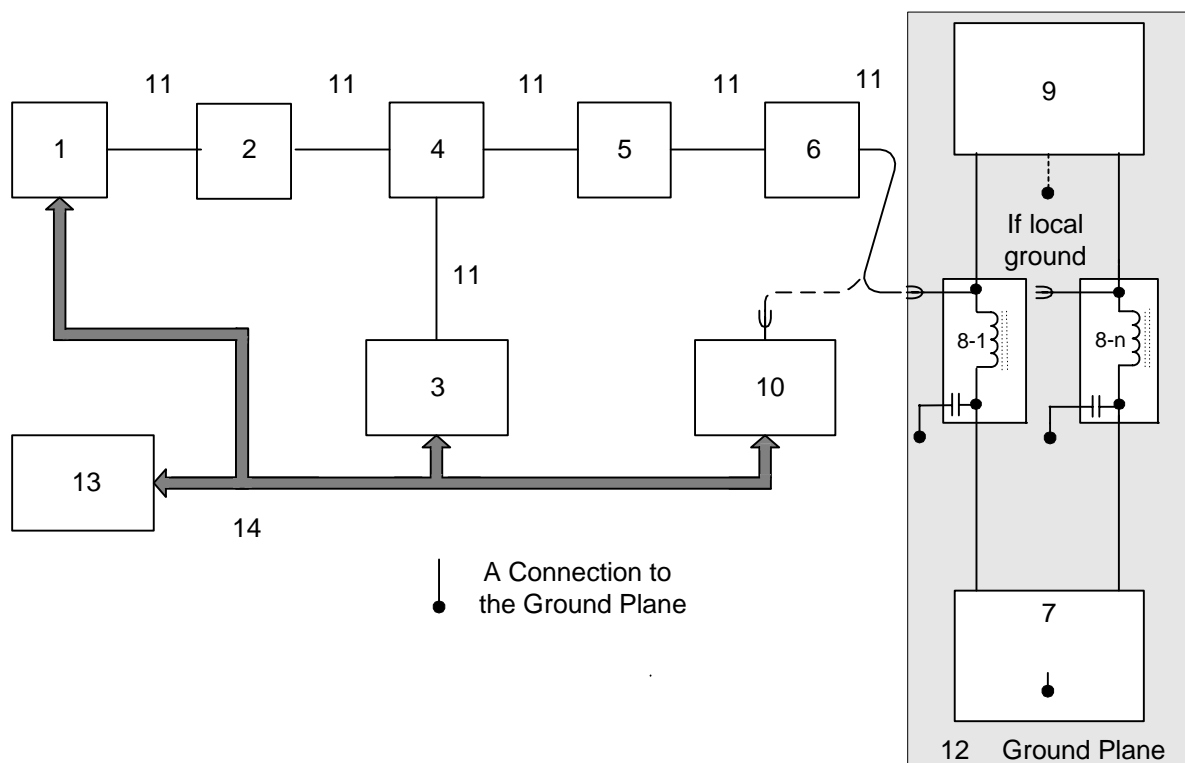 11 11 11 11 11
1 2 4 5 6 9
If local
ground
11
8-1 8-n
3 10
13
14
A Connection to
the Ground Plane
7
12 Ground Plane